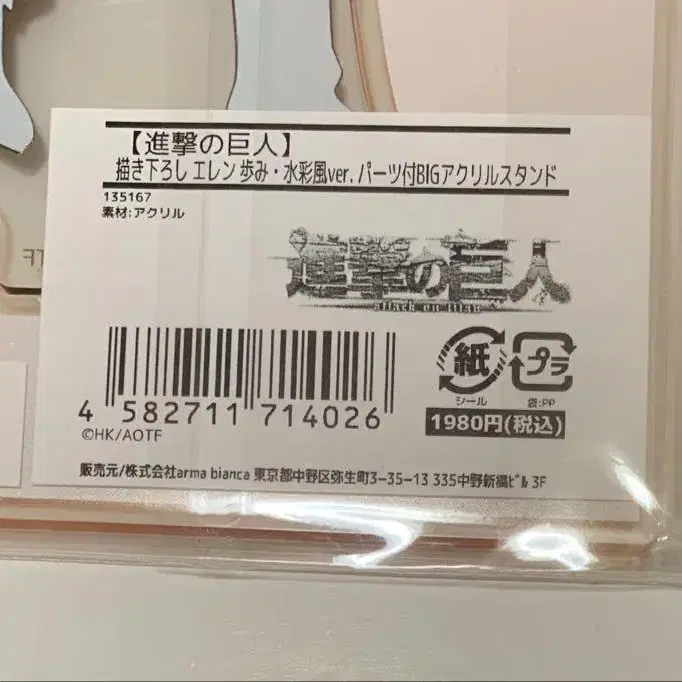 【進撃の巨人】
描き下ろし エレン 歩み・水彩風ver. パーツ付BIGアクリルスタンド
135167
素材:アクリル
進撃の巨人
attack on titan
紙
シール
プラ
袋:PP
4 582711 714026
1980円(税込)
©HK/AOTF
販売元/株式会社arma bianca 東京都中野区弥生町3-35-13 335中野新橋ビル 3F